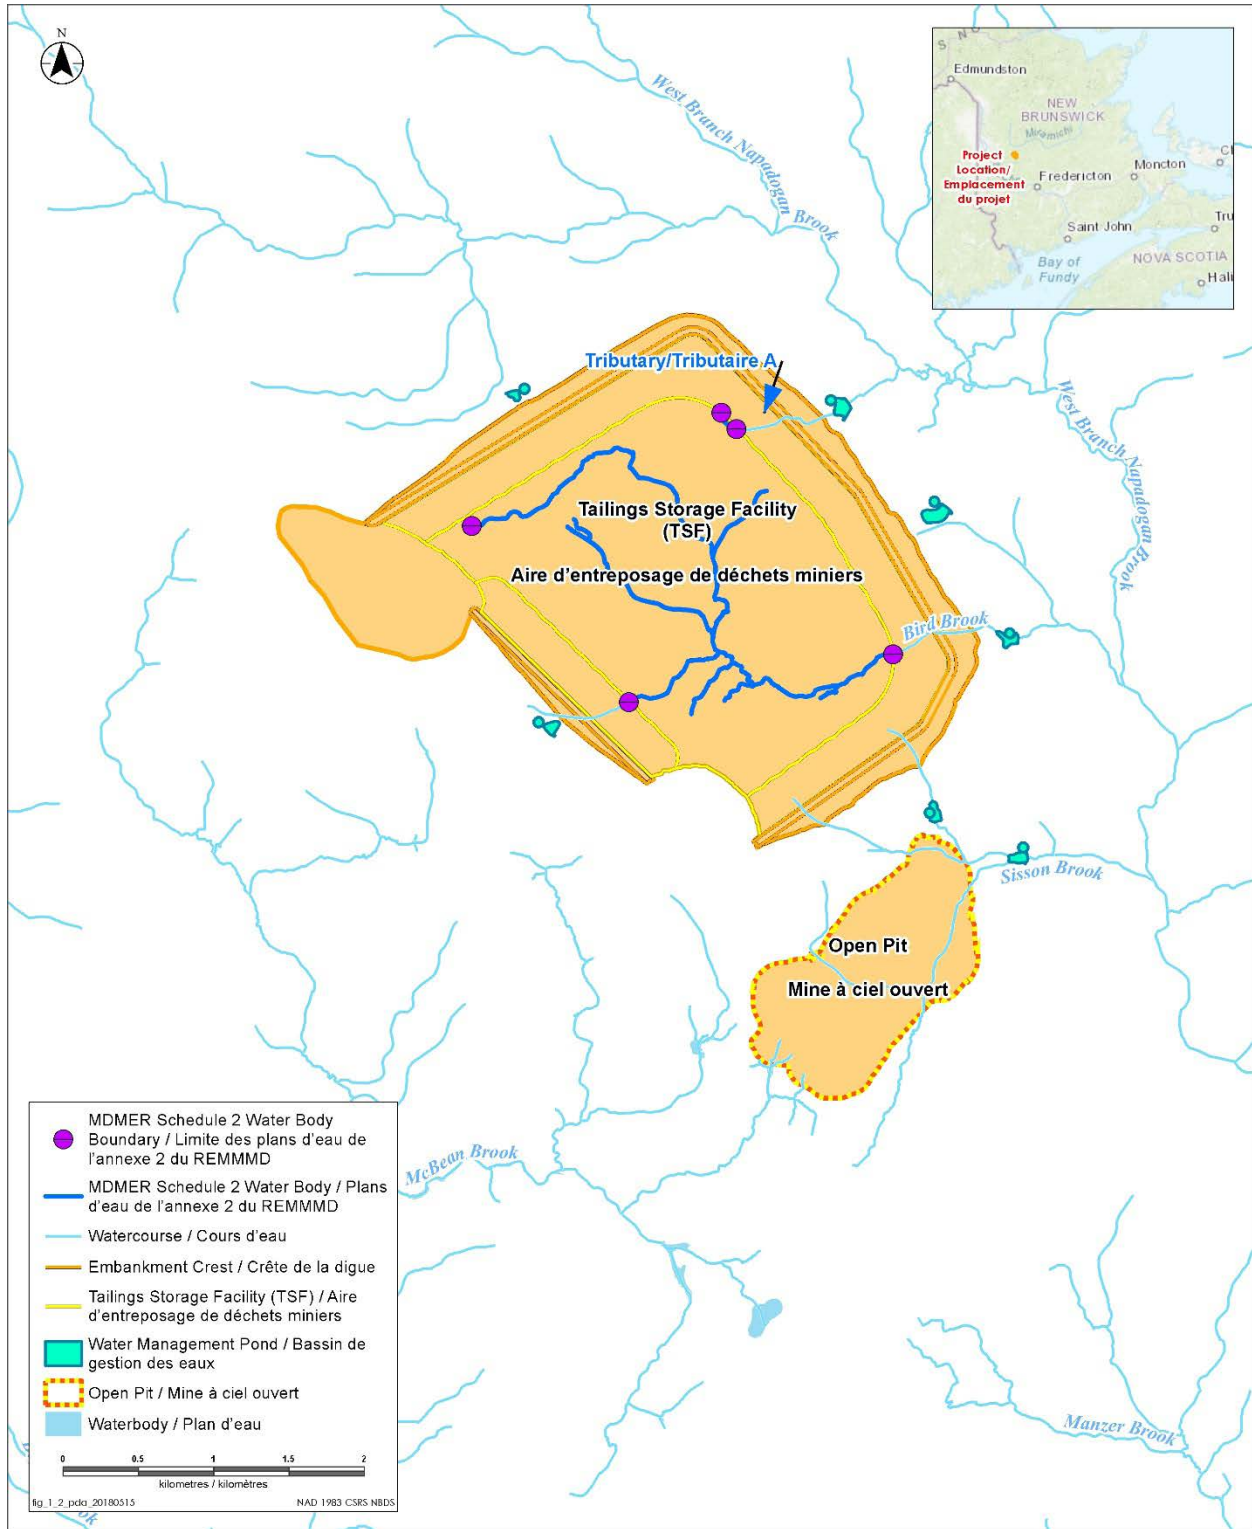 N
Edmundston
NEW
BRUNSWICK
Miramichi
Project
Location/
Emplacement
du projet
Fredericton
Moncton
Saint John
Bay of
Fundy
NOVA SCOTIA
West Branch Napadogan Brook
Tributary/Tributaire A
West Branch Napadogan Brook
Tailings Storage Facility
(TSF)
Aire d'entreposage de déchets miniers
Bird Brook
Sisson Brook
Open Pit
Mine à ciel ouvert
McBean Brook
Manzer Brook
MDMER Schedule 2 Water Body
Boundary / Limite des plans d'eau de
l'annexe 2 du REMMMD
MDMER Schedule 2 Water Body / Plans
d'eau de l'annexe 2 du REMMMD
Watercourse / Cours d'eau
Embankment Crest / Crête de la digue
Tailings Storage Facility (TSF) / Aire
d'entreposage de déchets miniers
Water Management Pond / Bassin de
gestion des eaux
Open Pit / Mine à ciel ouvert
Waterbody / Plan d'eau
0 0.5 1 1.5 2
kilometres / kilomètres
fig_1_2_pda_20180515 NAD 1983 CSRS NBDS